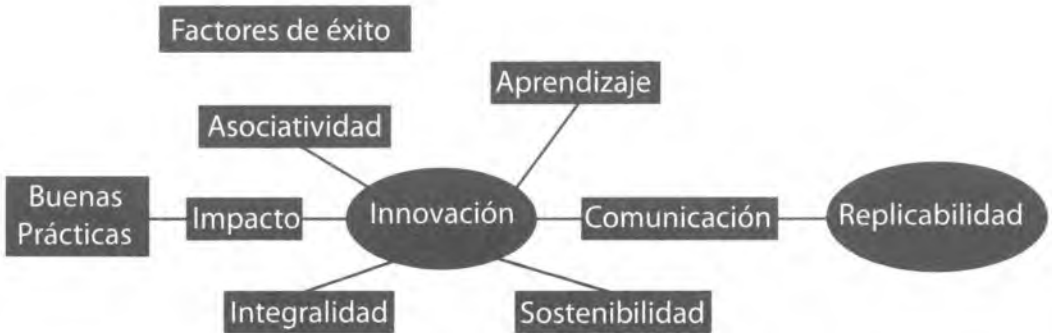 Factores de éxito
Aprendizaje
Asociatividad
Buenas
Prácticas
Impacto
Innovación
Comunicación
Replicabilidad
Integralidad
Sostenibilidad